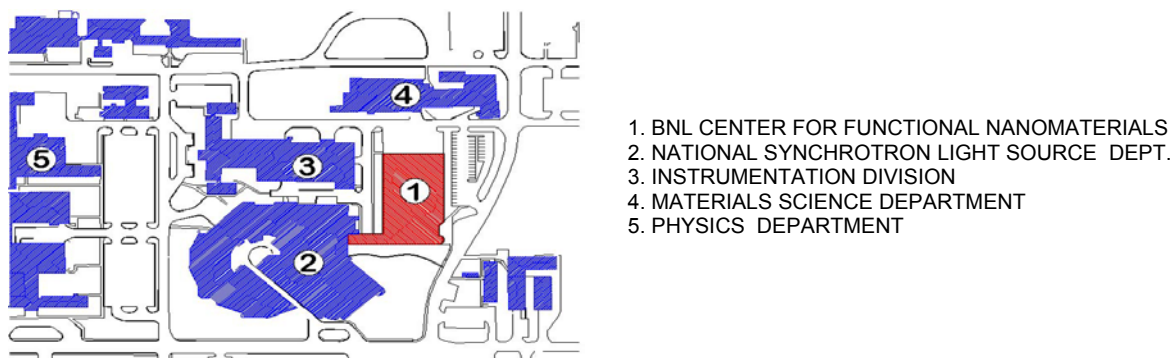 4
5
3
1
2
1. BNL CENTER FOR FUNCTIONAL NANOMATERIALS
2. NATIONAL SYNCHROTRON LIGHT SOURCE  DEPT.
3. INSTRUMENTATION DIVISION
4. MATERIALS SCIENCE DEPARTMENT
5. PHYSICS  DEPARTMENT